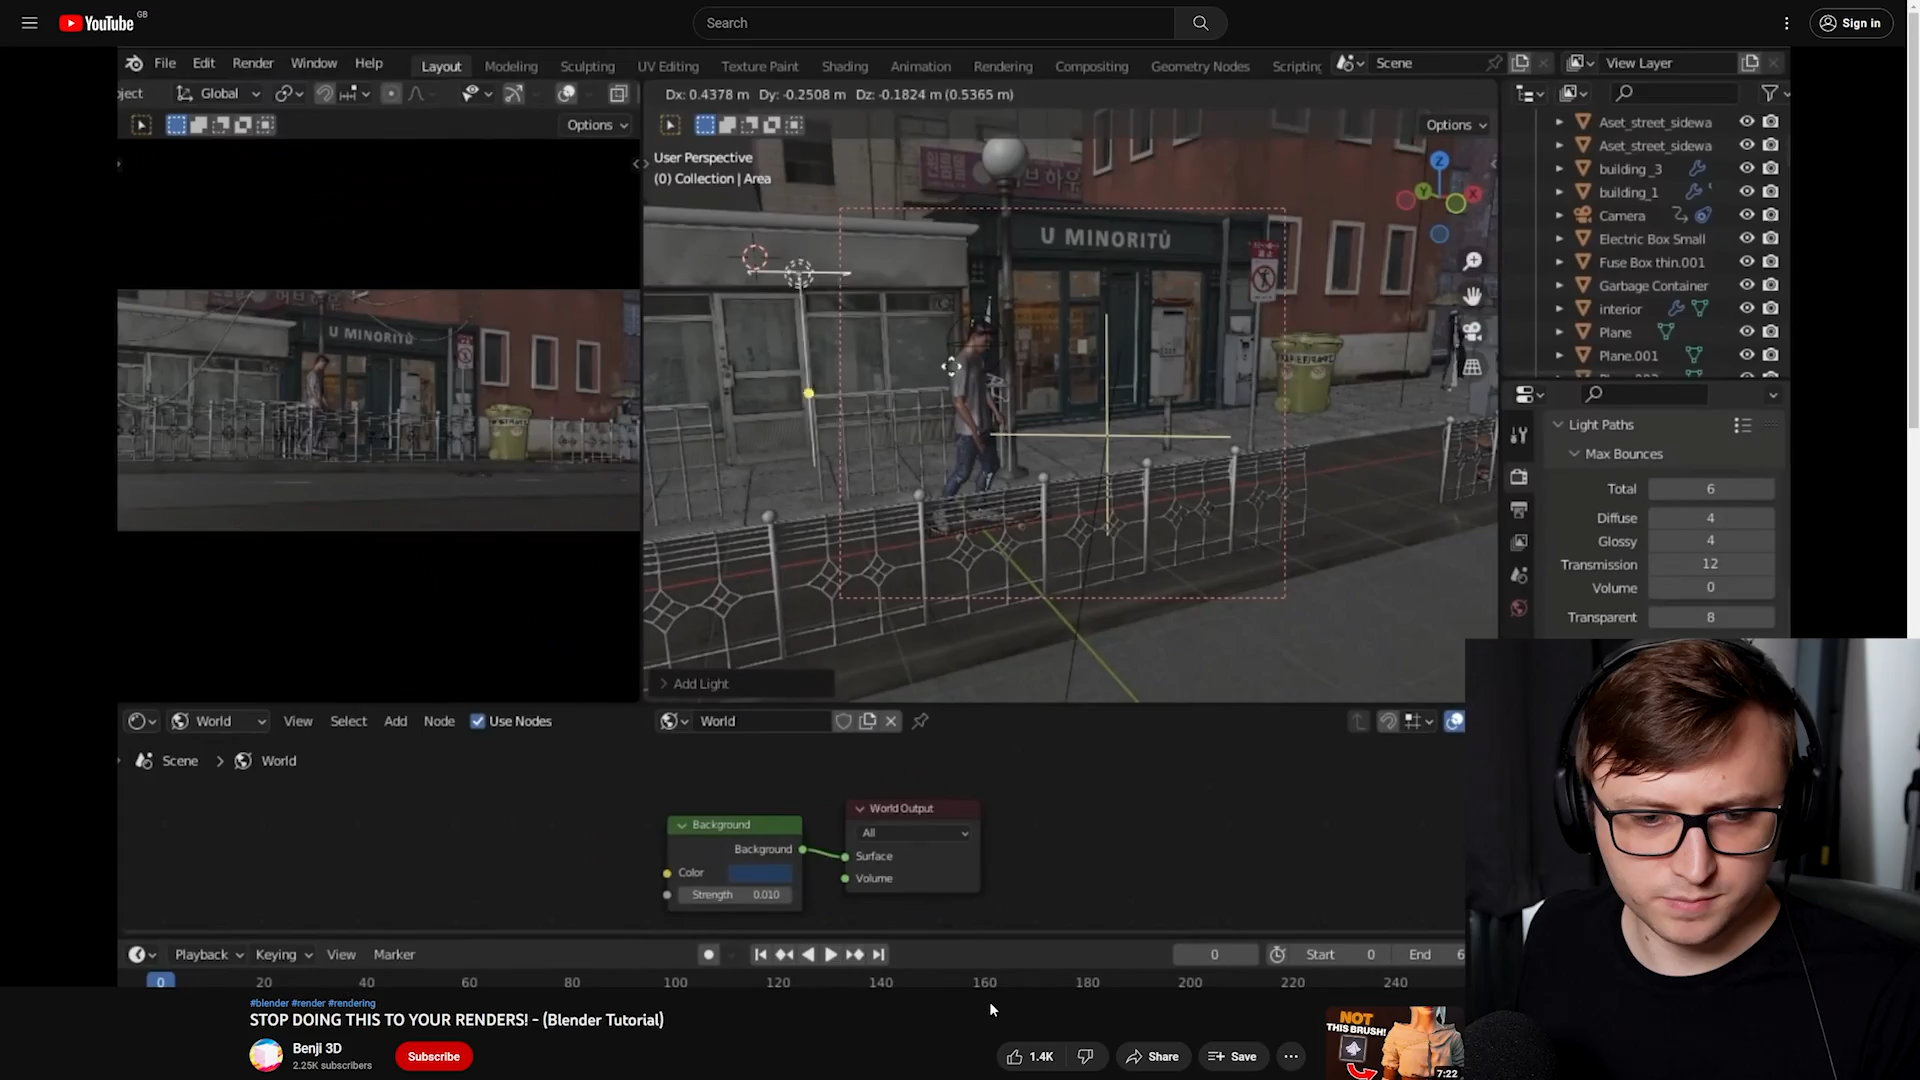 YouTube GB
Search
Sign in
File Edit Render Window Help
Layout Modeling Sculpting UV Editing Texture Paint Shading Animation Rendering Compositing Geometry Nodes Scripting
Scene
View Layer
ject
Global
Dx: 0.4378 m Dy: -0.2508 m Dz: -0.1824 m (0.5365 m)
Options
Options
User Perspective
(0) Collection | Area
Z
Y
X
U MINORITÙ
U MINORITÙ
Aset_street_sidewa
Aset_street_sidewa
building_3
building_1
Camera
Electric Box Small
Fuse Box thin.001
Garbage Container
interior
Plane
Plane.001
Light Paths
Max Bounces
Total 6
Diffuse 4
Glossy 4
Transmission 12
Volume 0
Transparent 8
Add Light
World View Select Add Node Use Nodes
World
Scene > World
Background
Background
Color
Strength 0.010
World Output
All
Surface
Volume
Playback Keying View Marker
0
Start 0
End 6
0 20 40 60 80 100 120 140 160 180 200 220 240
#blender #render #rendering
STOP DOING THIS TO YOUR RENDERS! - (Blender Tutorial)
Benji 3D
2.25K subscribers
Subscribe
1.4K
Share
Save
NOT
THIS BRUSH!
7:22